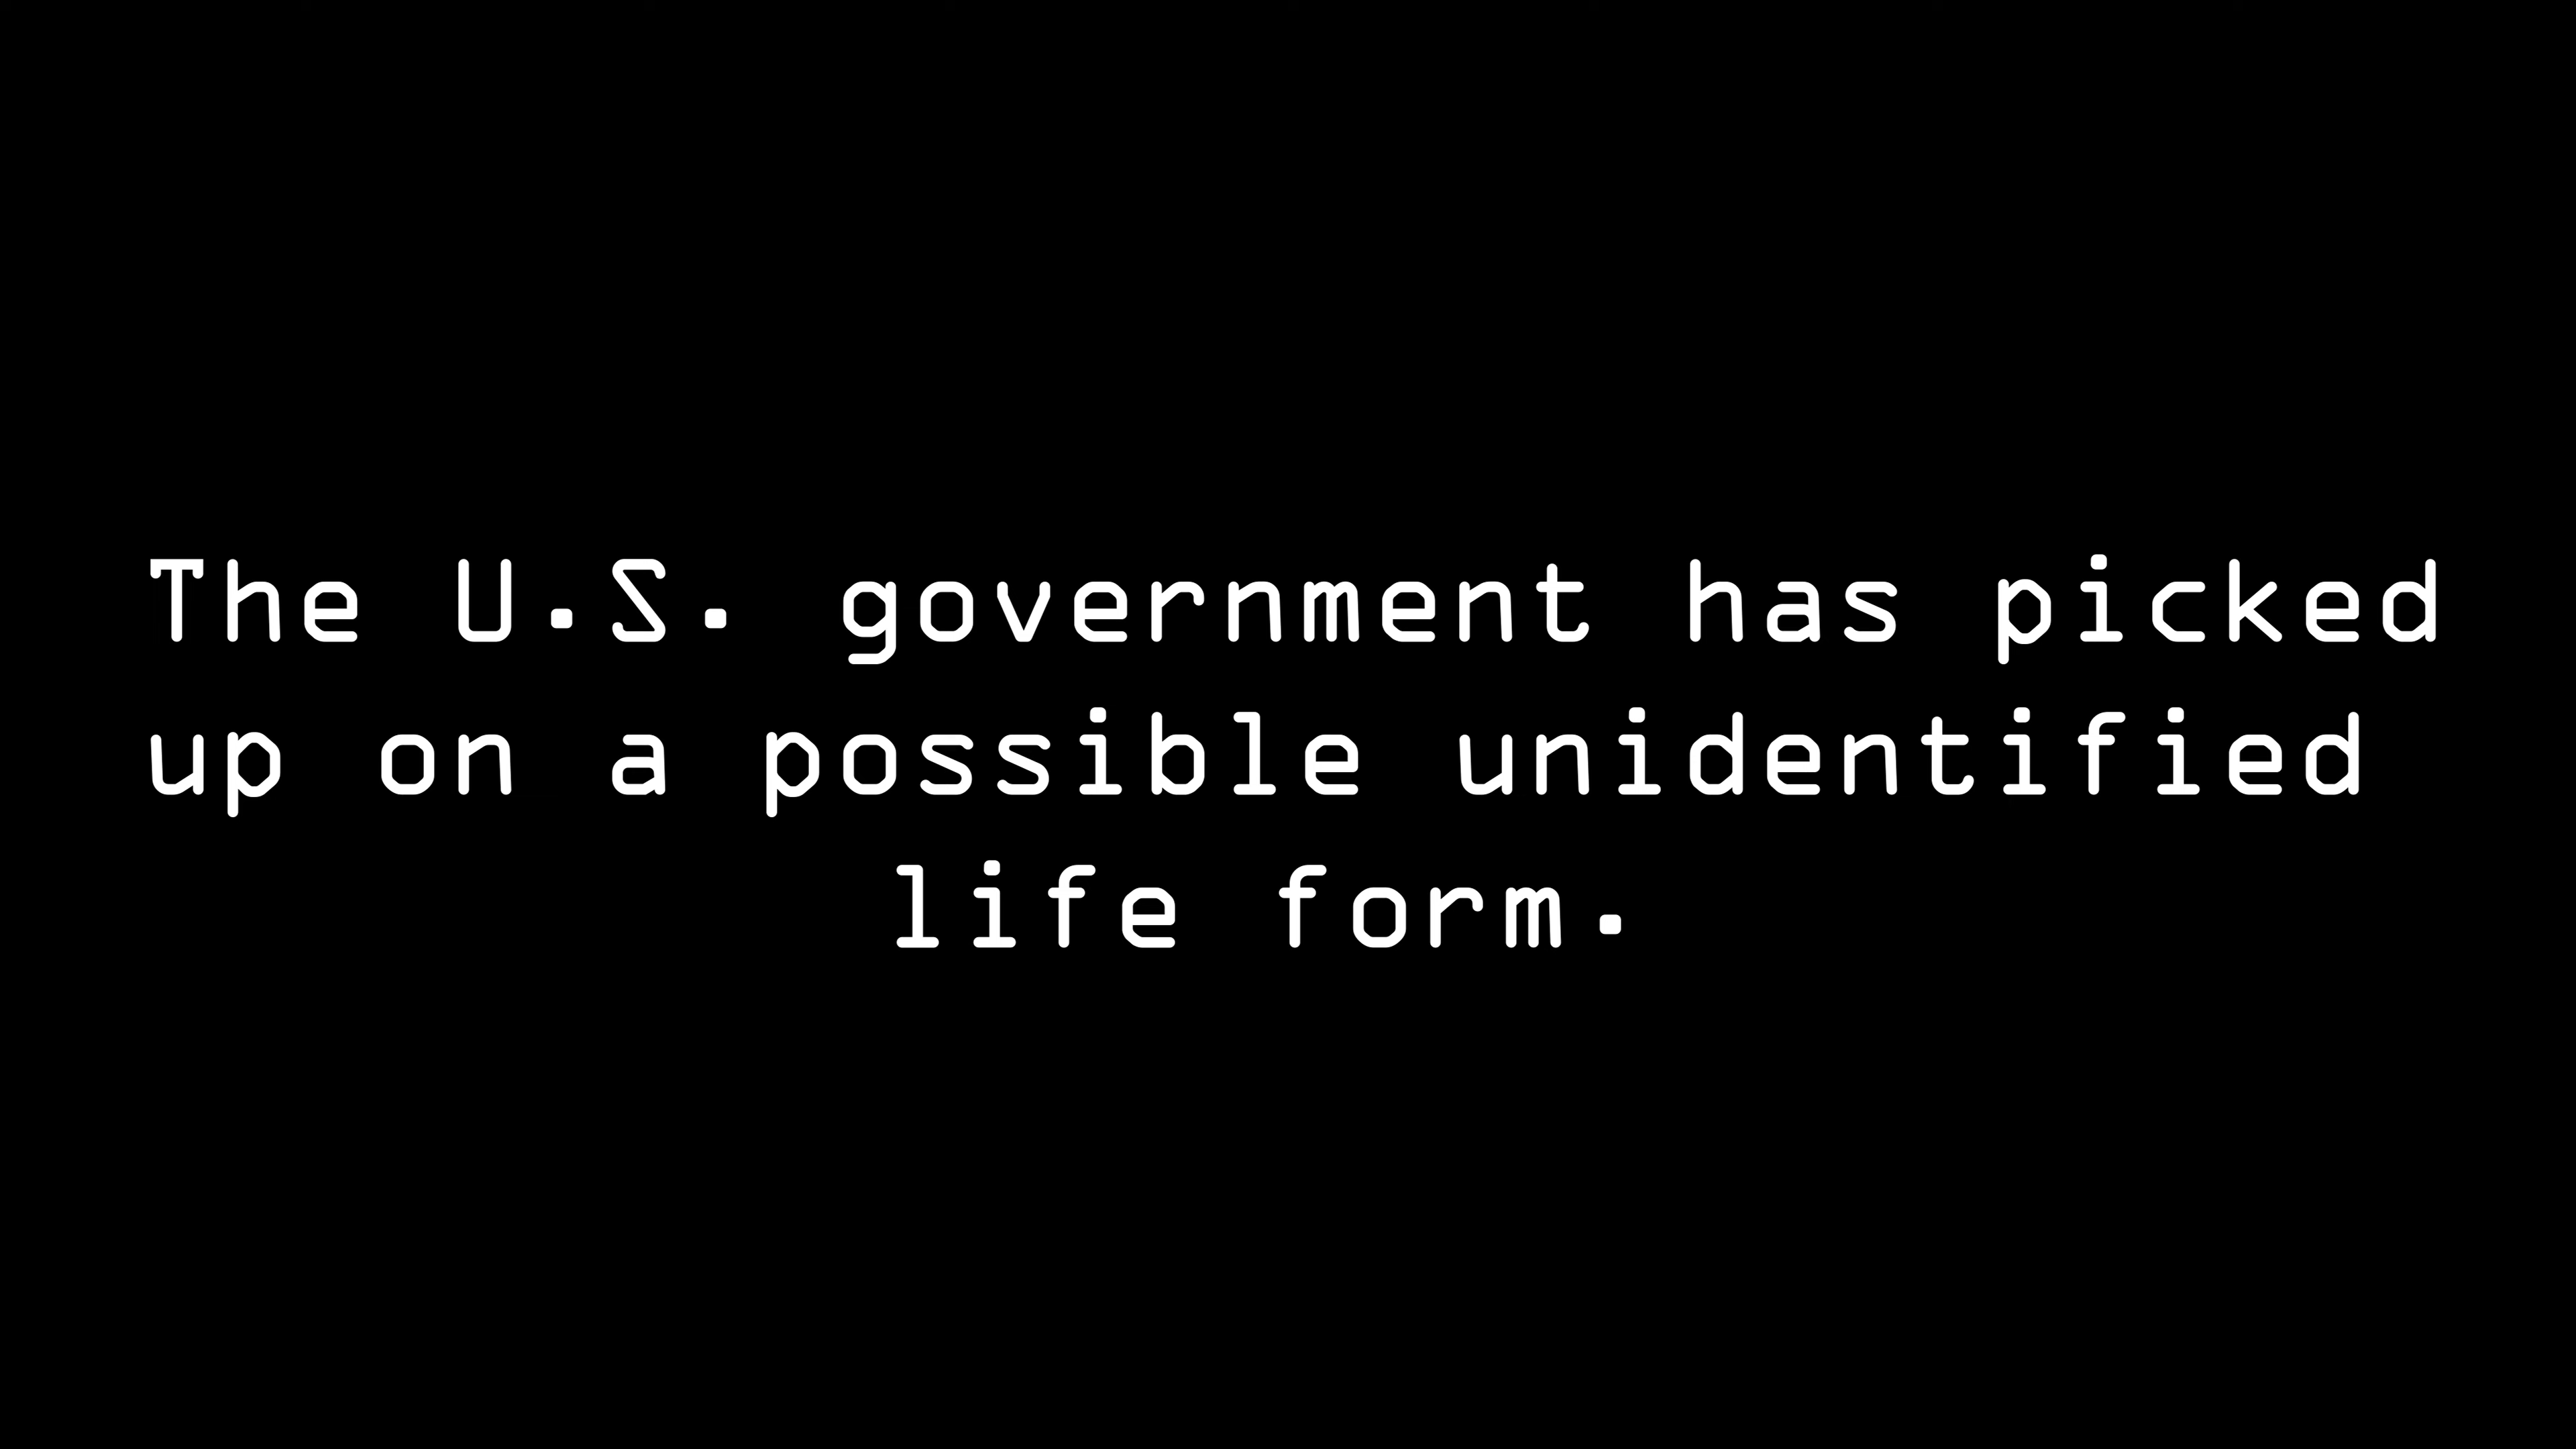 The U.S. government has picked
up on a possible unidentified
life form.